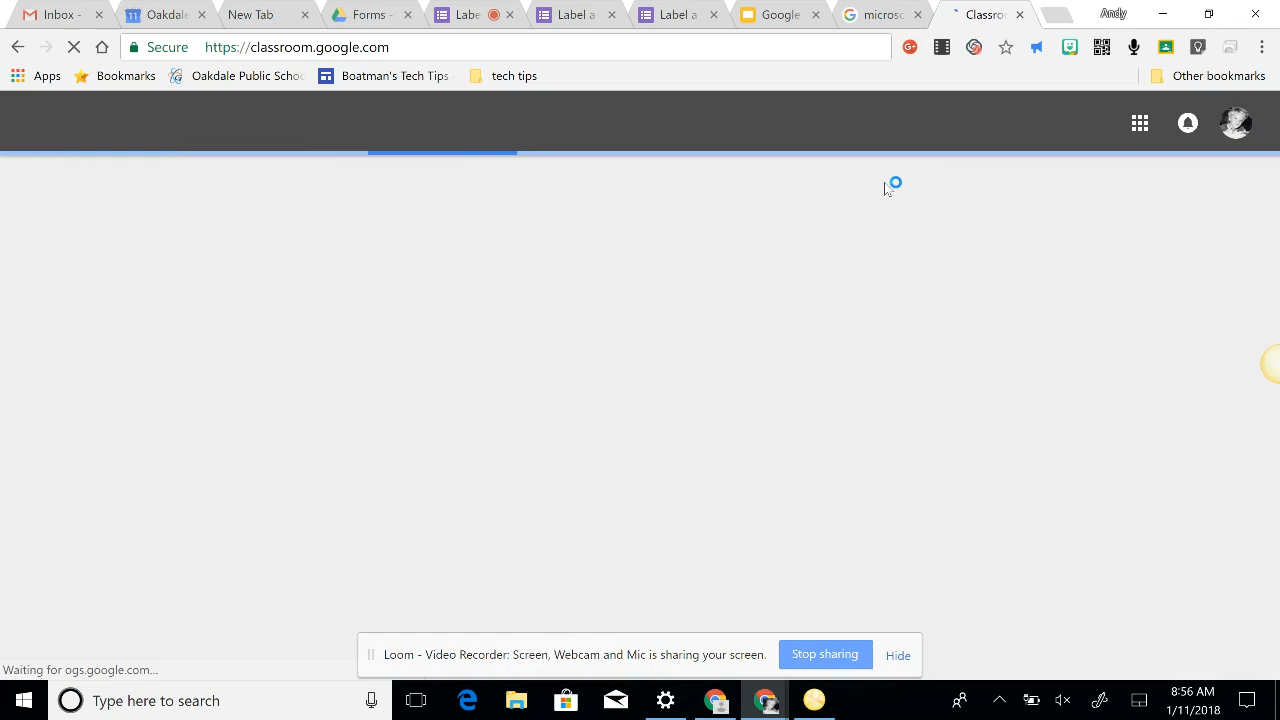 Inbox - Oakdale New Tab Forms - Labe Label a Label a Google microsc Classroo Andy
Secure https://classroom.google.com
Apps Bookmarks Oakdale Public Schoo Boatman's Tech Tips tech tips Other bookmarks
Waiting for ogs.google.com...
Loom - Video Recorder: Screen, Webcam and Mic is sharing your screen. Stop sharing Hide
Type here to search
8:56 AM
1/11/2018